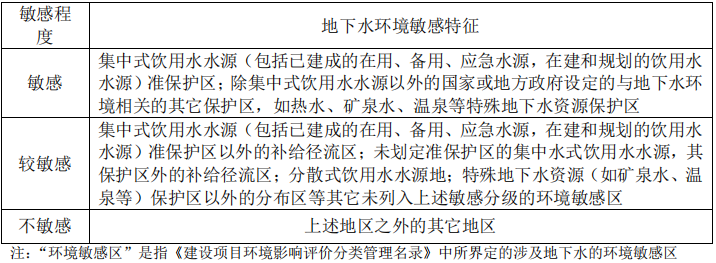 敏感程
度
地下水环境敏感特征
敏感
集中式饮用水水源（包括已建成的在用、备用、应急水源，在建和规划的饮用水
水源）准保护区；除集中式饮用水水源以外的国家或地方政府设定的与地下水环
境相关的其它保护区，如热水、矿泉水、温泉等特殊地下水资源保护区
较敏感
集中式饮用水水源（包括已建成的在用、备用、应急水源，在建和规划的饮用水
水源）准保护区以外的补给径流区；未划定准保护区的集中水式饮用水水源，其
保护区外的补给径流区；分散式饮用水水源地；特殊地下水资源（如矿泉水、温
泉等）保护区以外的分布区等其它未列入上述敏感分级的环境敏感区
不敏感
上述地区之外的其它地区
注：“环境敏感区”是指《建设项目环境影响评价分类管理名录》中所界定的涉及地下水的环境敏感区